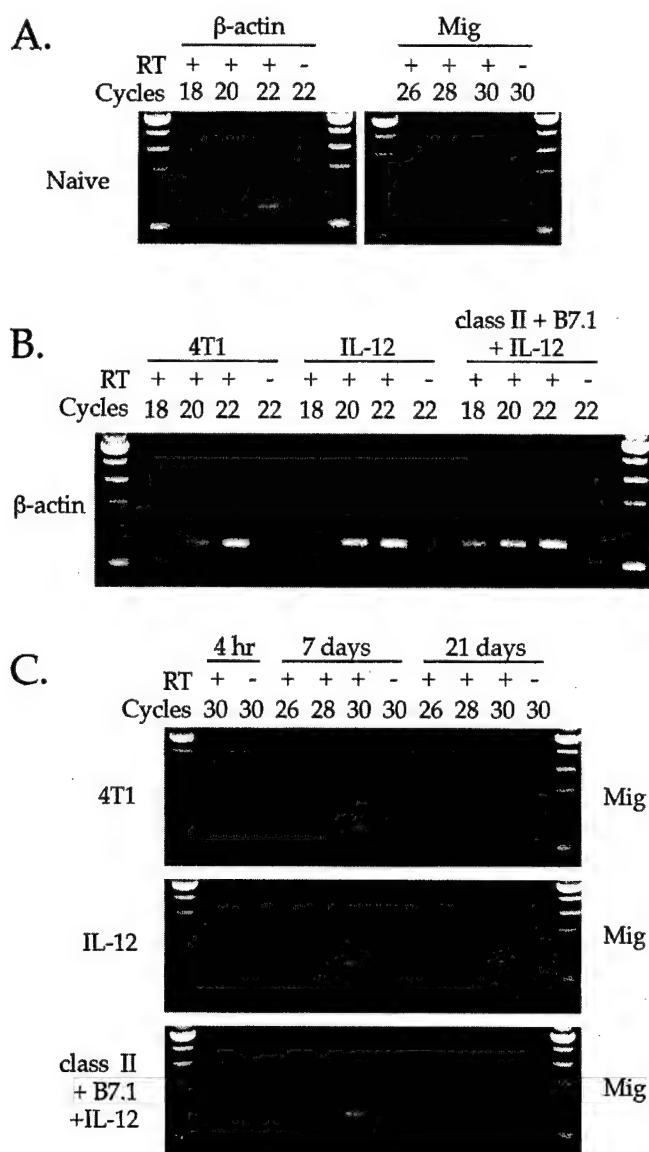 A.
β-actin Mig
RT + + + - + + + -
Cycles 18 20 22 22 26 28 30 30
Naive
B.
4T1 IL-12 class II + B7.1
+ IL-12
RT + + + - + + + - + + + -
Cycles 18 20 22 22 18 20 22 22 18 20 22 22
β-actin
C.
4 hr 7 days 21 days
RT + - + + + - + + + -
Cycles 30 30 26 28 30 30 26 28 30 30
4T1 Mig
IL-12 Mig
class II
+ B7.1 Mig
+IL-12